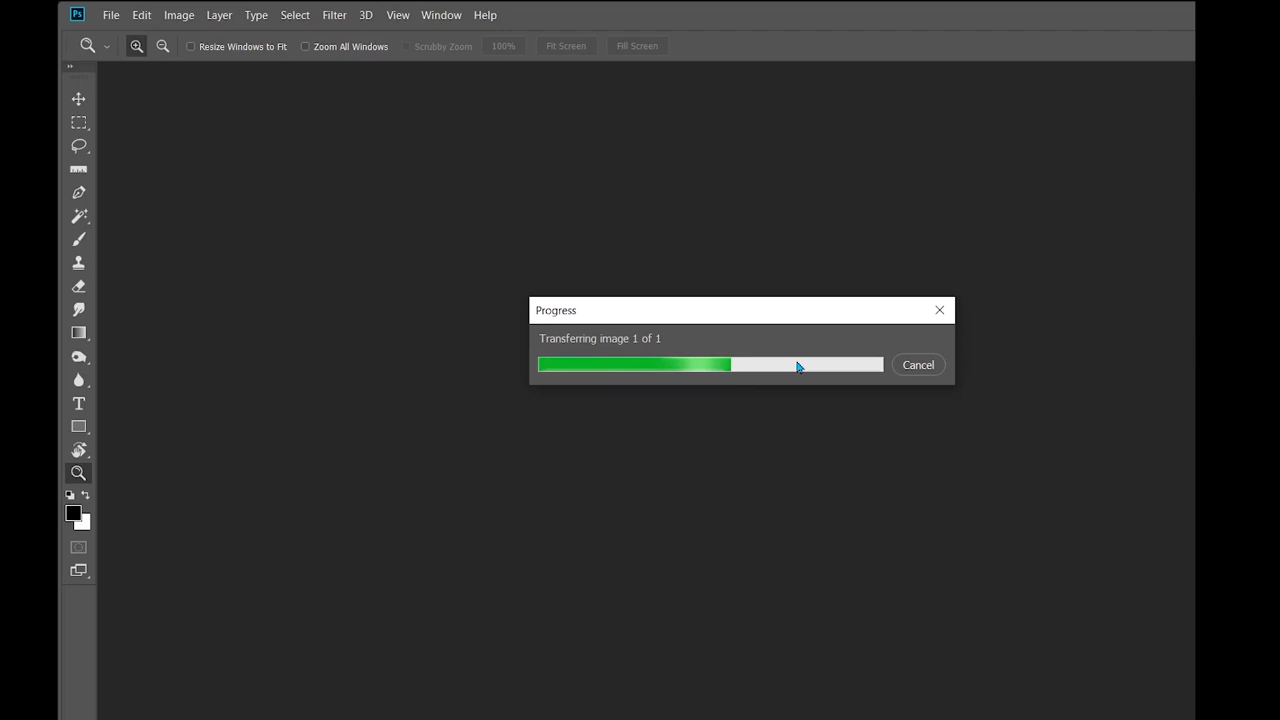 Ps File Edit Image Layer Type Select Filter 3D View Window Help
Resize Windows to Fit Zoom All Windows Scrubby Zoom 100% Fit Screen Fill Screen
Progress
Transferring image 1 of 1
Cancel
T